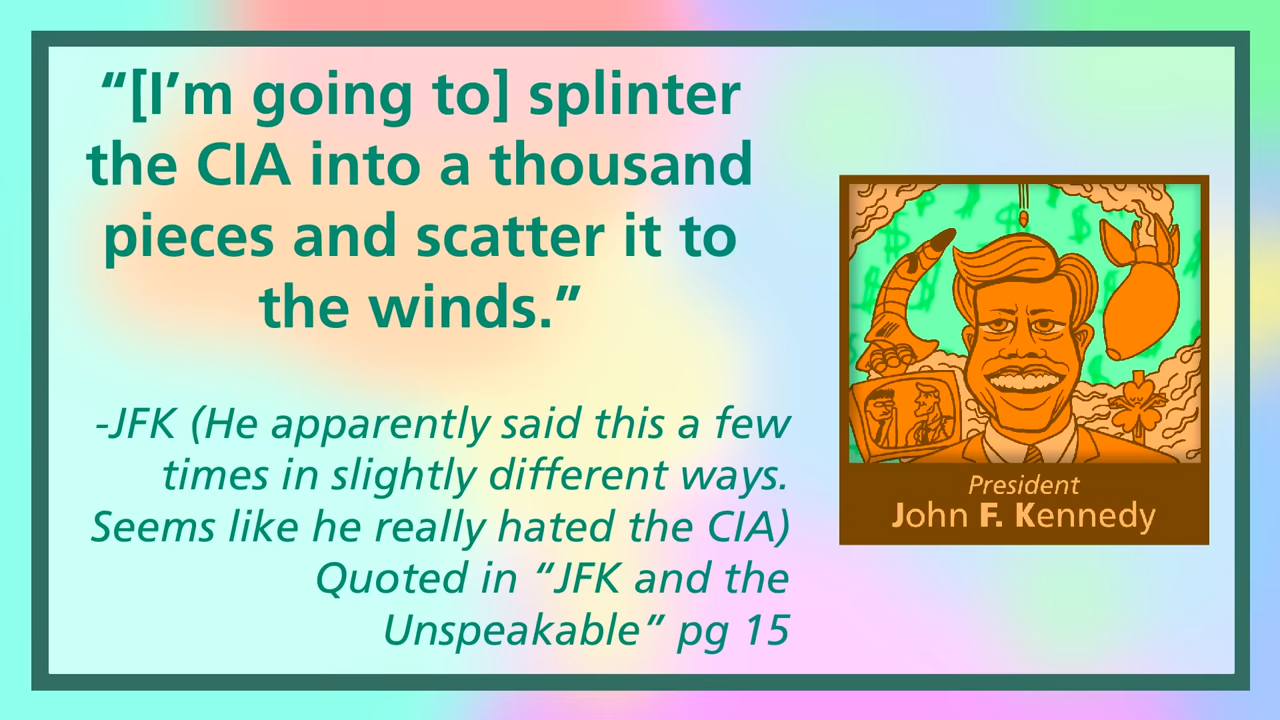 “[I’m going to] splinter
the CIA into a thousand
pieces and scatter it to
the winds.”
-JFK (He apparently said this a few
times in slightly different ways.
Seems like he really hated the CIA)
Quoted in “JFK and the
Unspeakable” pg 15
President
John F. Kennedy